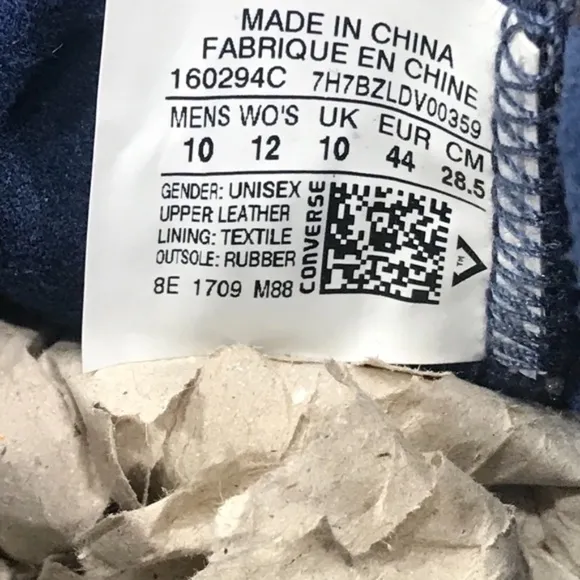 MADE IN CHINA
FABRIQUE EN CHINE
160294C 7H7BZLDV00359
MENS WO'S UK EUR CM
10 12 10 44 28.5
GENDER: UNISEX
UPPER: LEATHER
LINING: TEXTILE
OUTSOLE: RUBBER
8E 1709 M88
CONVERSE
TM